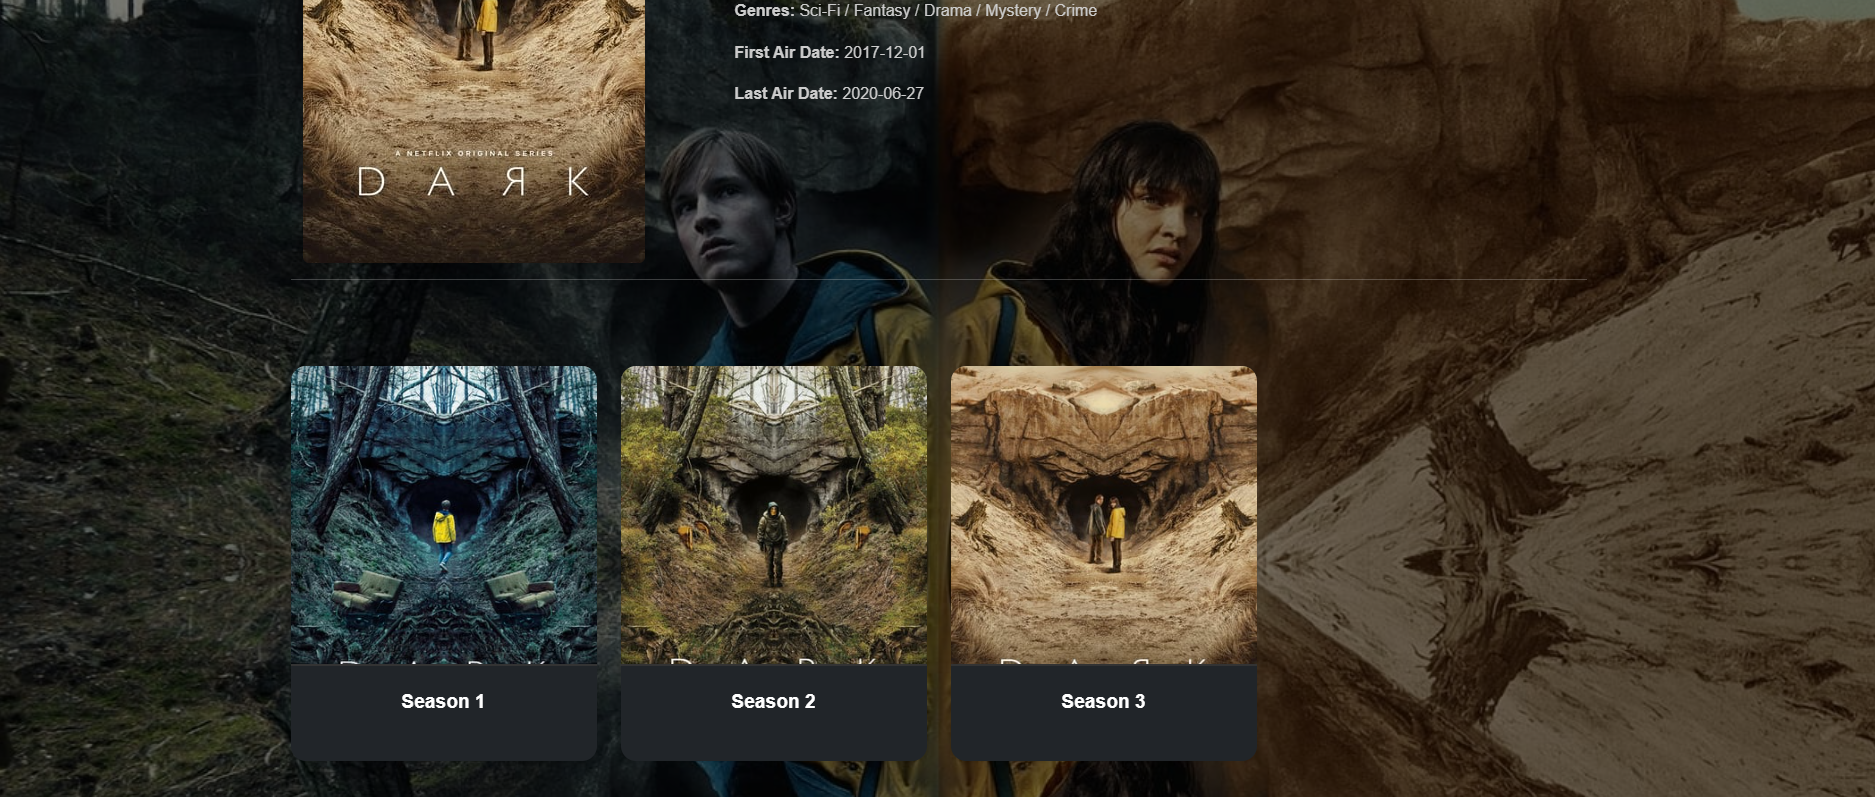 Genres: Sci-Fi / Fantasy / Drama / Mystery / Crime
First Air Date: 2017-12-01
Last Air Date: 2020-06-27
A NETFLIX ORIGINAL SERIES
D A Я K
Season 1
Season 2
Season 3